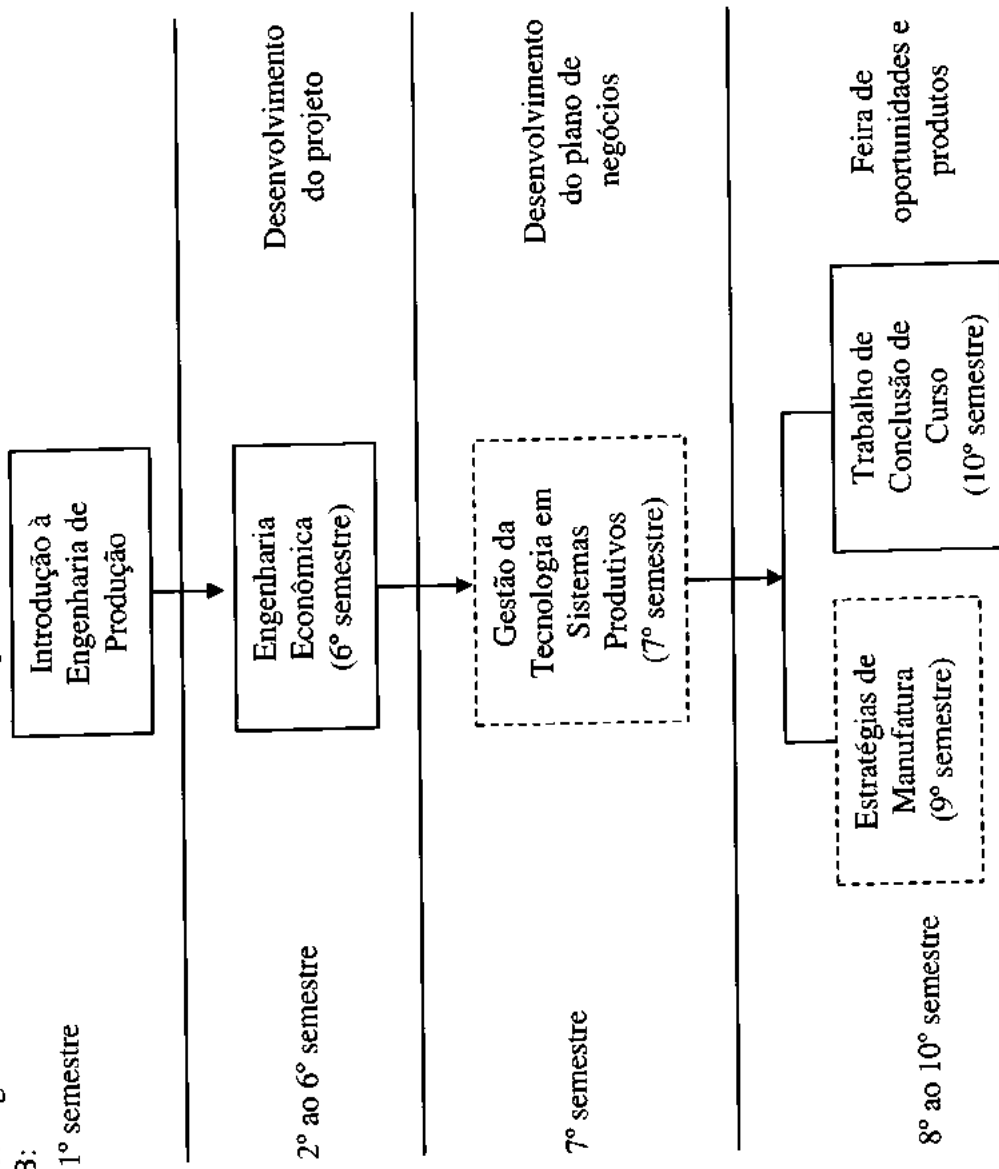 3:
1º semestre
Introdução à
Engenharia de
Produção
2º ao 6º semestre
Engenharia
Econômica
(6º semestre)
Desenvolvimento
do projeto
7º semestre
Gestão da
Tecnologia em
Sistemas
Produtivos
(7º semestre)
Desenvolvimento
do plano de
negócios
8º ao 10º semestre
Estratégias de
Manufatura
(9º semestre)
Trabalho de
Conclusão de
Curso
(10º semestre)
Feira de
oportunidades e
produtos